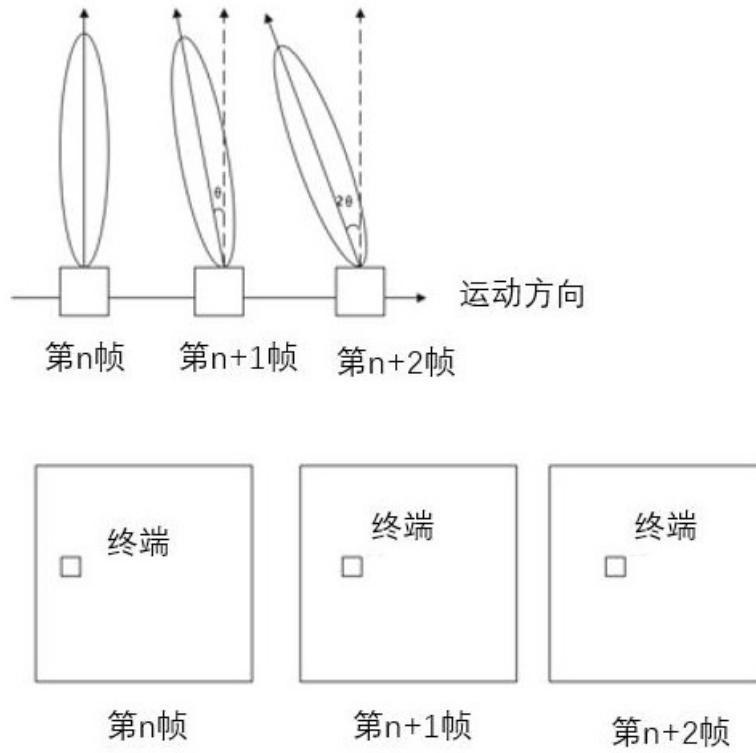 θ
2θ
运动方向
第n帧
第n+1帧
第n+2帧
终端
终端
终端
第n帧
第n+1帧
第n+2帧